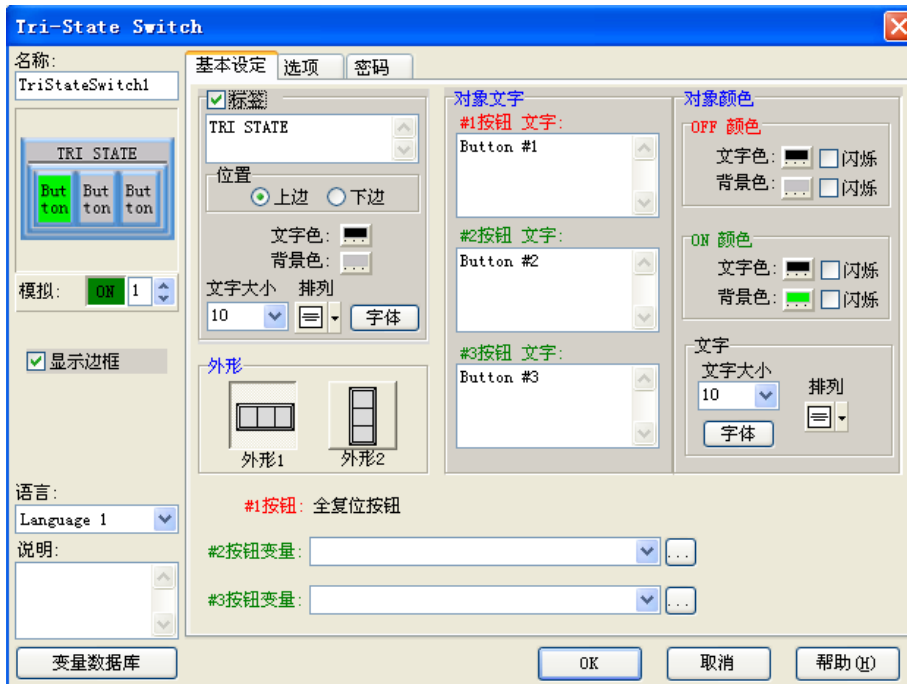 Tri-State Switch
名称:
TriStateSwitch1
TRI STATE
But
ton
But
ton
But
ton
模拟:
ON
1
显示边框
语言:
Language 1
说明:
变量数据库
基本设定
选项
密码
标签
TRI STATE
位置
上边
下边
文字色:
背景色:
文字大小
排列
10
字体
外形
外形1
外形2
对象文字
#1按钮 文字:
Button #1
#2按钮 文字:
Button #2
#3按钮 文字:
Button #3
对象颜色
OFF 颜色
文字色:
闪烁
背景色:
闪烁
ON 颜色
文字色:
闪烁
背景色:
闪烁
文字
文字大小
10
排列
字体
#1按钮: 全复位按钮
#2按钮变量:
...
#3按钮变量:
...
OK
取消
帮助(H)